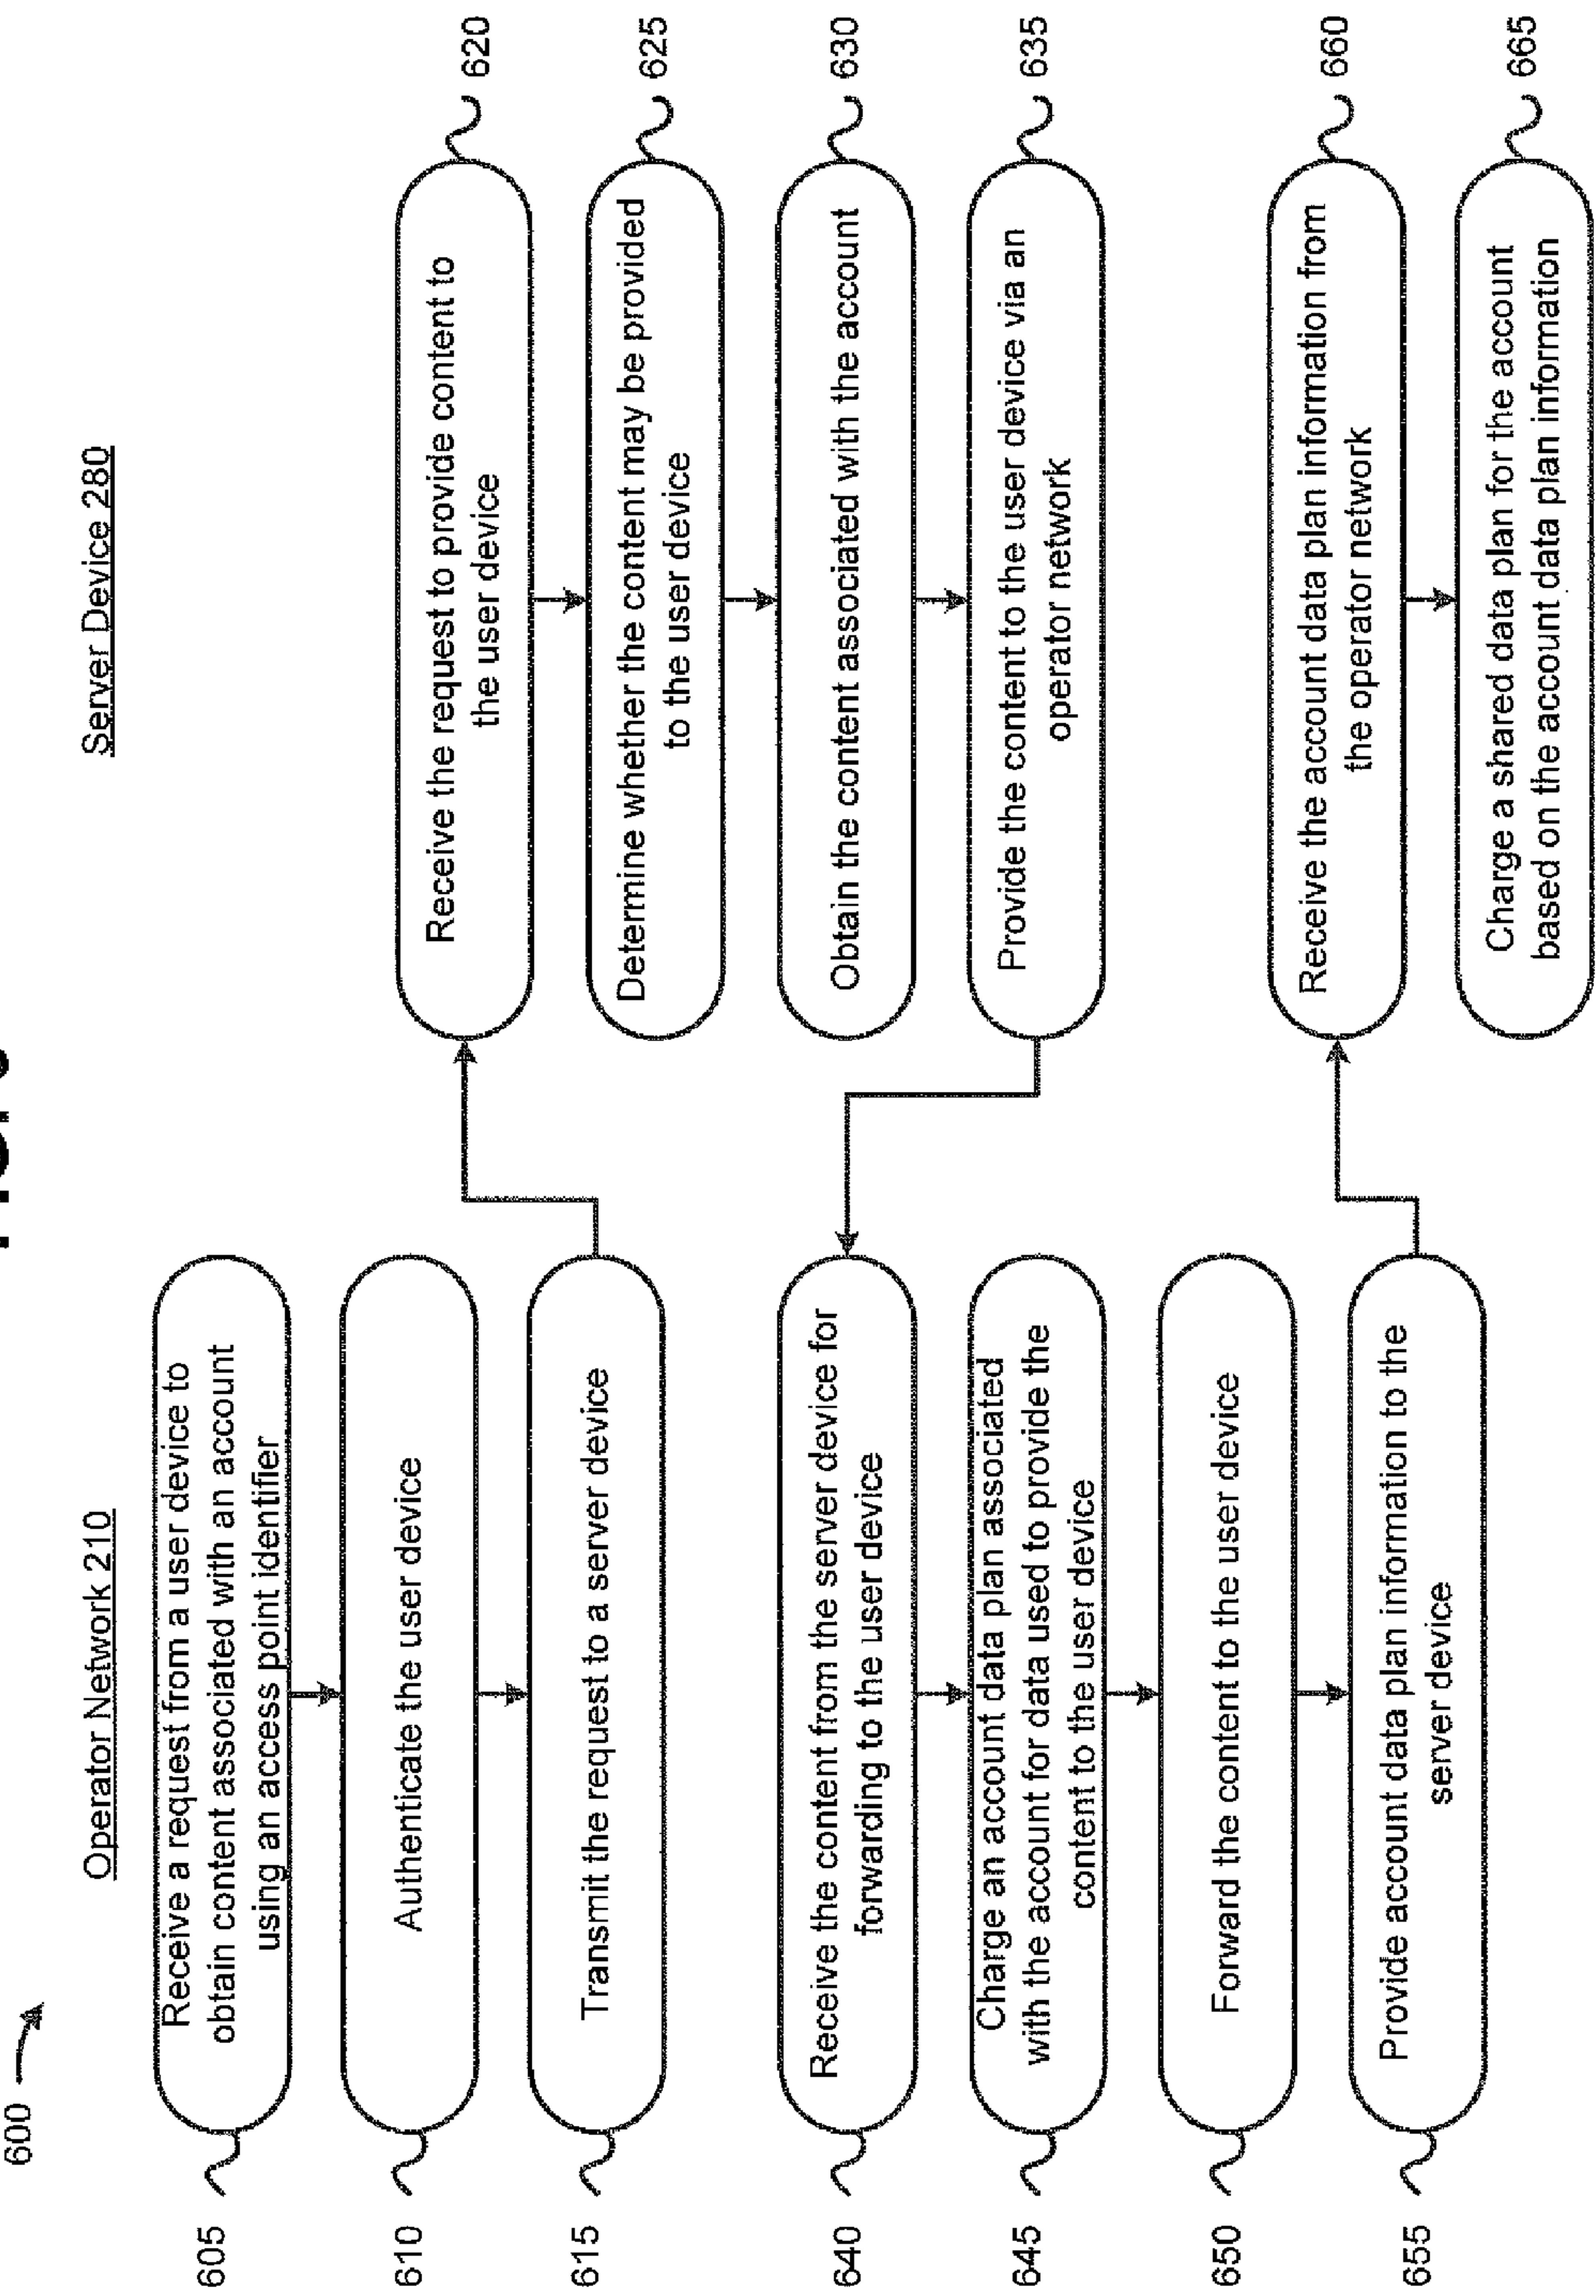 600
Operator Network 210
Server Device 280
605
Receive a request from a user device to
obtain content associated with an account
using an access point identifier
610
Authenticate the user device
615
Transmit the request to a server device
Receive the request to provide content to
the user device
620
Determine whether the content may be provided
to the user device
625
Obtain the content associated with the account
630
Provide the content to the user device via an
operator network
635
640
Receive the content from the server device for
forwarding to the user device
645
Charge an account data plan associated
with the account for data used to provide the
content to the user device
650
Forward the content to the user device
655
Provide account data plan information to the
server device
Receive the account data plan information from
the operator network
660
Charge a shared data plan for the account
based on the account data plan information
665